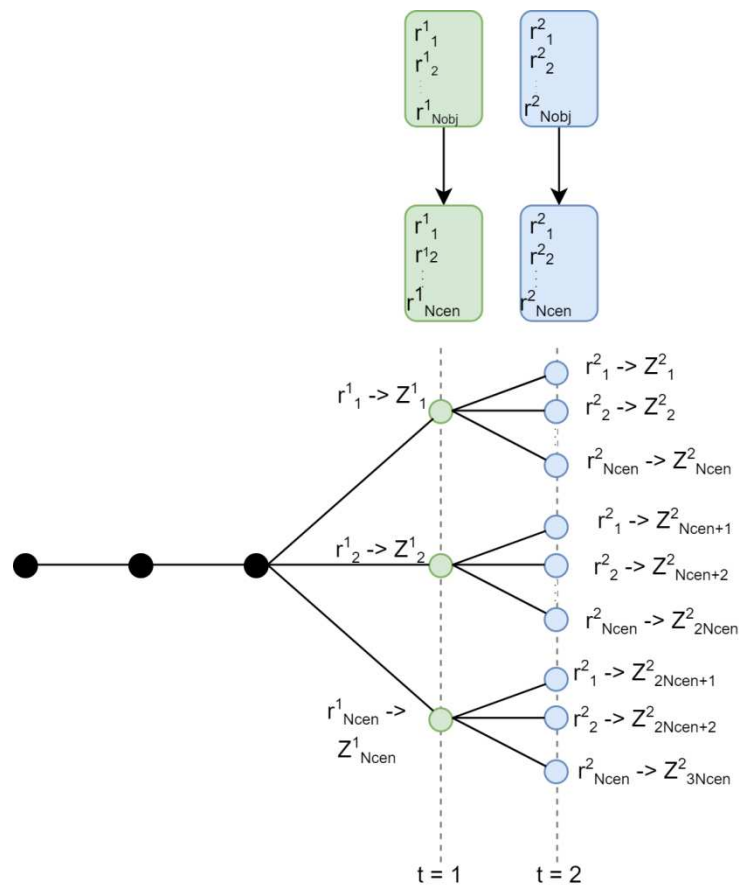 r¹₁
r¹₂
r¹Nobj
r²₁
r²₂
r²Nobj
r¹₁
r¹2
r¹Ncen
r²₁
r²₂
r²Ncen
r¹₁ -> Z¹₁
r²₁ -> Z²₁
r²₂ -> Z²₂
r²Ncen -> Z²Ncen
r¹₂ -> Z¹₂
r²₁ -> Z²Ncen+1
r²₂ -> Z²Ncen+2
r²Ncen -> Z²2Ncen
r¹Ncen ->
Z¹Ncen
r²₁ -> Z²2Ncen+1
r²₂ -> Z²2Ncen+2
r²Ncen -> Z²3Ncen
t = 1
t = 2